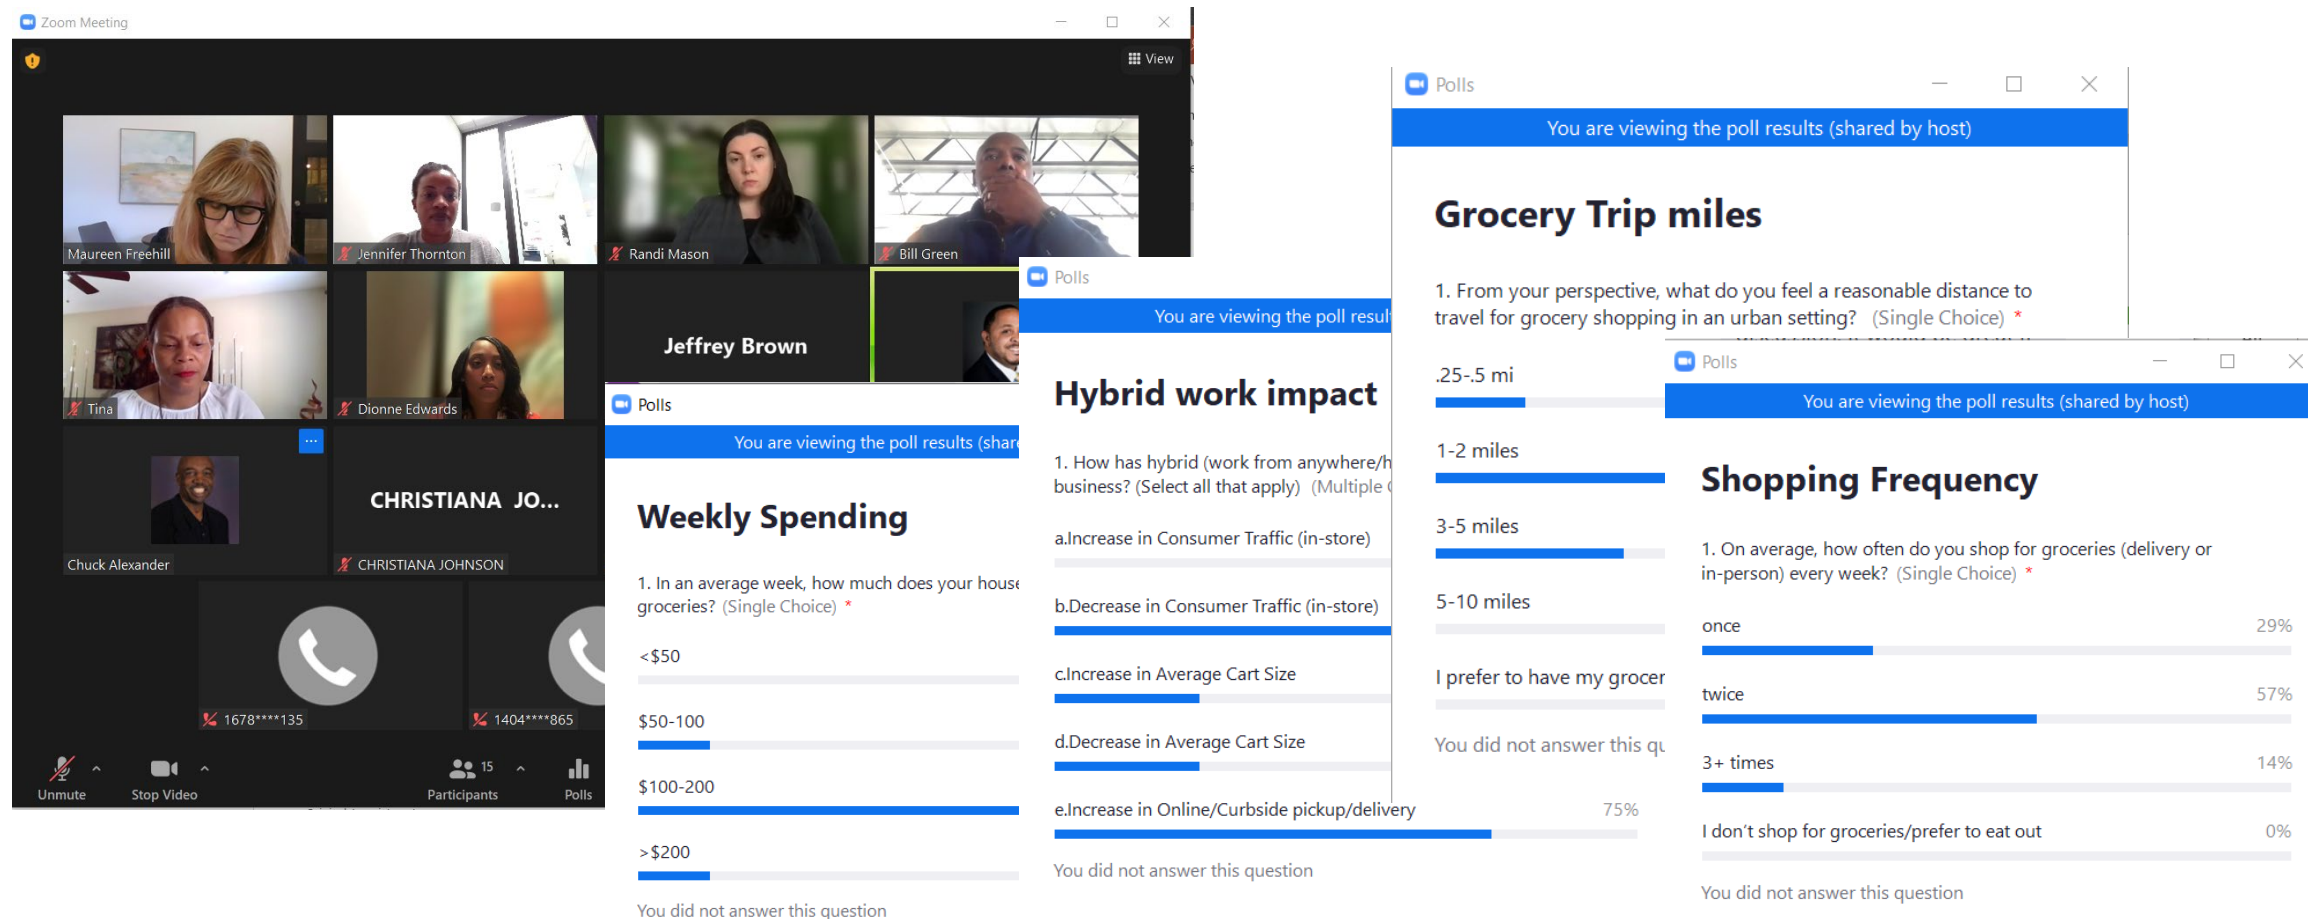 Zoom Meeting
View
Maureen Freehill
Jennifer Thornton
Randi Mason
Bill Green
Tina
Dionne Edwards
Jeffrey Brown
Chuck Alexander
CHRISTIANA JO...
CHRISTIANA JOHNSON
1678****135
1404****865
Unmute
Stop Video
15
Participants
Polls
Polls
You are viewing the poll results (shar
Weekly Spending
1. In an average week, how much does your house
groceries? (Single Choice) *
<$50
$50-100
$100-200
>$200
You did not answer this question
Polls
You are viewing the poll resul
Hybrid work impact
1. How has hybrid (work from anywhere/h
business? (Select all that apply) (Multiple
a.Increase in Consumer Traffic (in-store)
b.Decrease in Consumer Traffic (in-store)
c.Increase in Average Cart Size
d.Decrease in Average Cart Size
e.Increase in Online/Curbside pickup/delivery 75%
You did not answer this question
Polls
You are viewing the poll results (shared by host)
Grocery Trip miles
1. From your perspective, what do you feel a reasonable distance to
travel for grocery shopping in an urban setting? (Single Choice) *
.25-.5 mi
1-2 miles
3-5 miles
5-10 miles
I prefer to have my grocer
You did not answer this qu
Polls
You are viewing the poll results (shared by host)
Shopping Frequency
1. On average, how often do you shop for groceries (delivery or
in-person) every week? (Single Choice) *
once 29%
twice 57%
3+ times 14%
I don't shop for groceries/prefer to eat out 0%
You did not answer this question